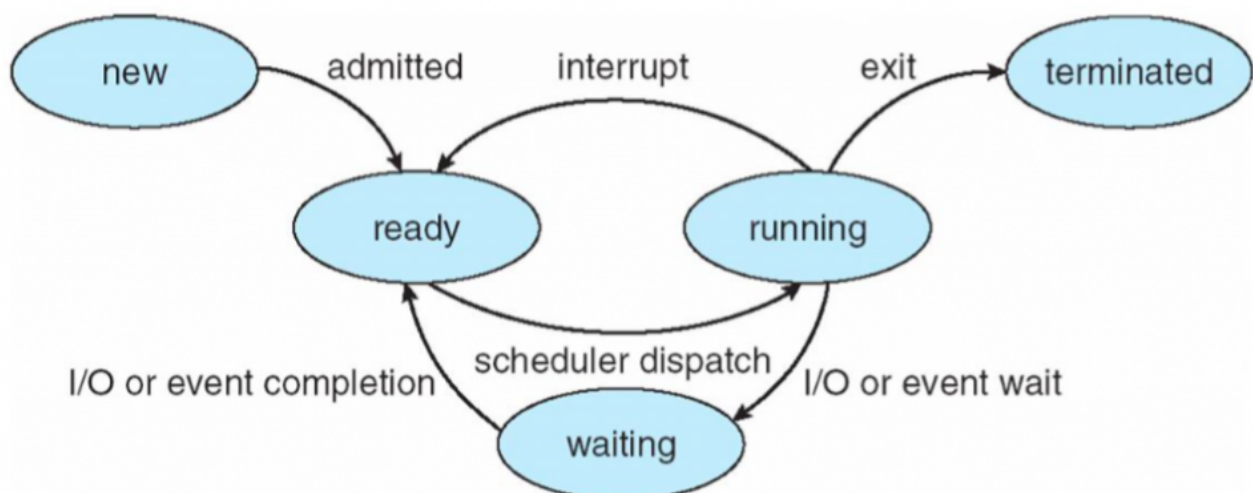 new
admitted
interrupt
exit
terminated
ready
running
scheduler dispatch
I/O or event completion
I/O or event wait
waiting